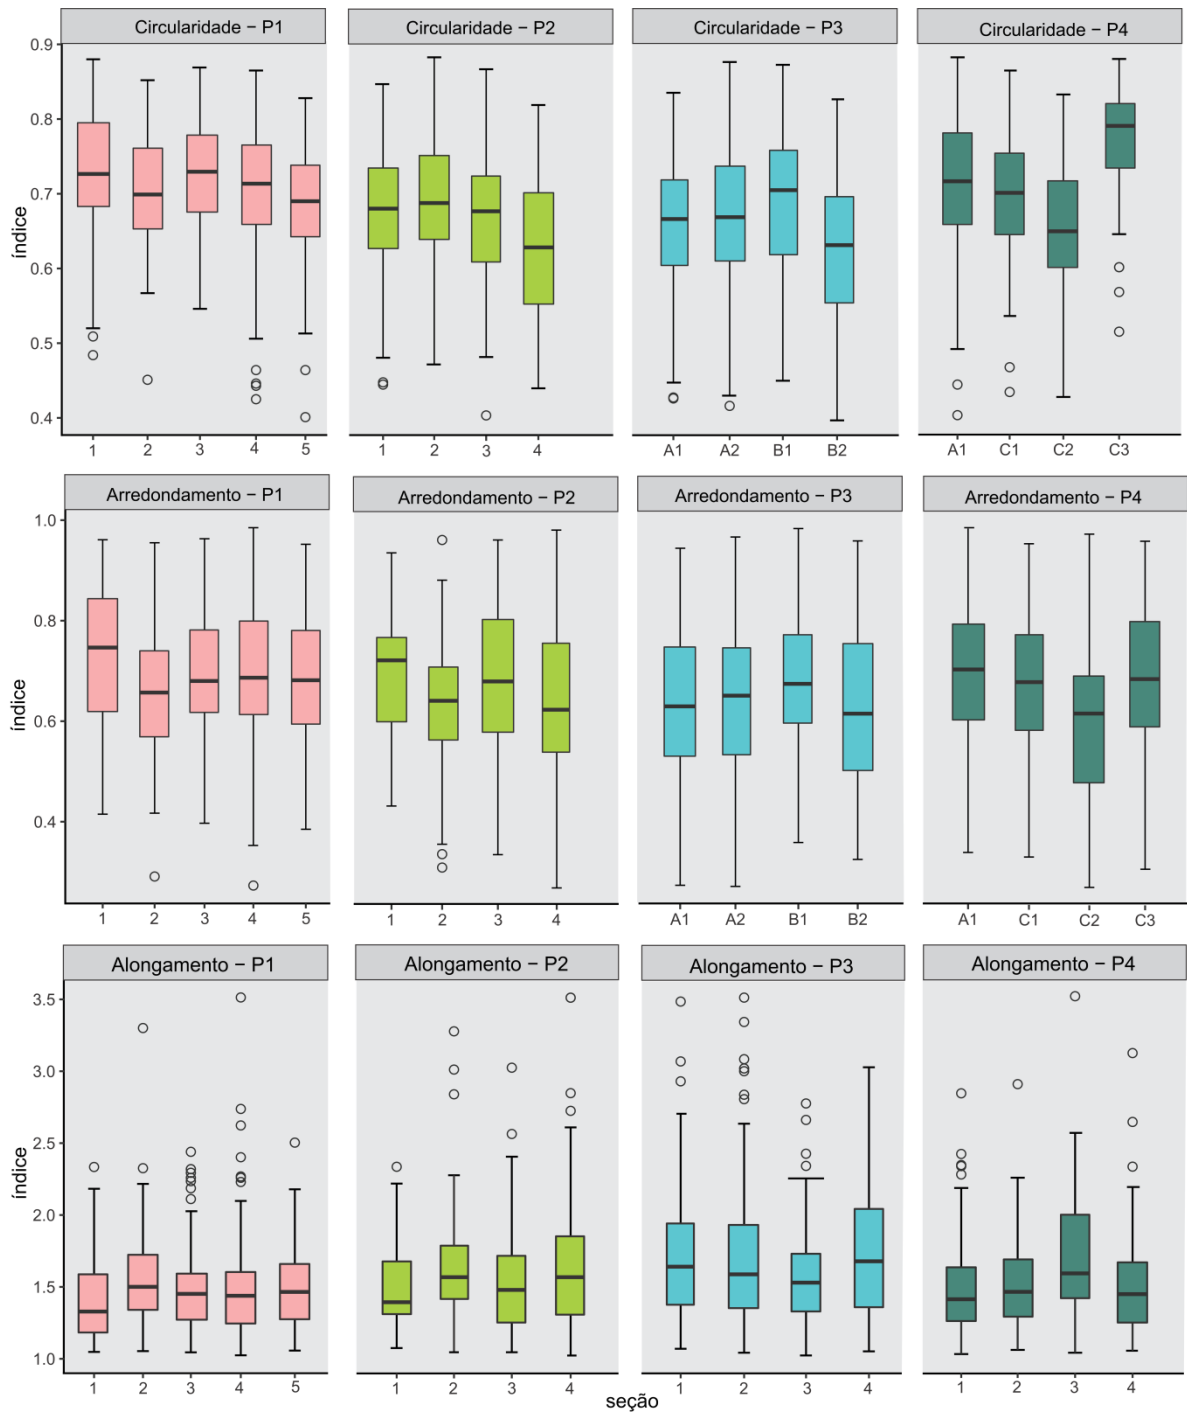 Circularidade – P1
Circularidade – P2
Circularidade – P3
Circularidade – P4
índice
0.9
0.8
0.7
0.6
0.5
0.4
1 2 3 4 5
1 2 3 4
A1 A2 B1 B2
A1 C1 C2 C3
Arredondamento – P1
Arredondamento – P2
Arredondamento – P3
Arredondamento – P4
índice
1.0
0.8
0.6
0.4
1 2 3 4 5
1 2 3 4
A1 A2 B1 B2
A1 C1 C2 C3
Alongamento – P1
Alongamento – P2
Alongamento – P3
Alongamento – P4
índice
3.5
3.0
2.5
2.0
1.5
1.0
1 2 3 4 5
1 2 3 4
1 2 3 4
1 2 3 4
seção